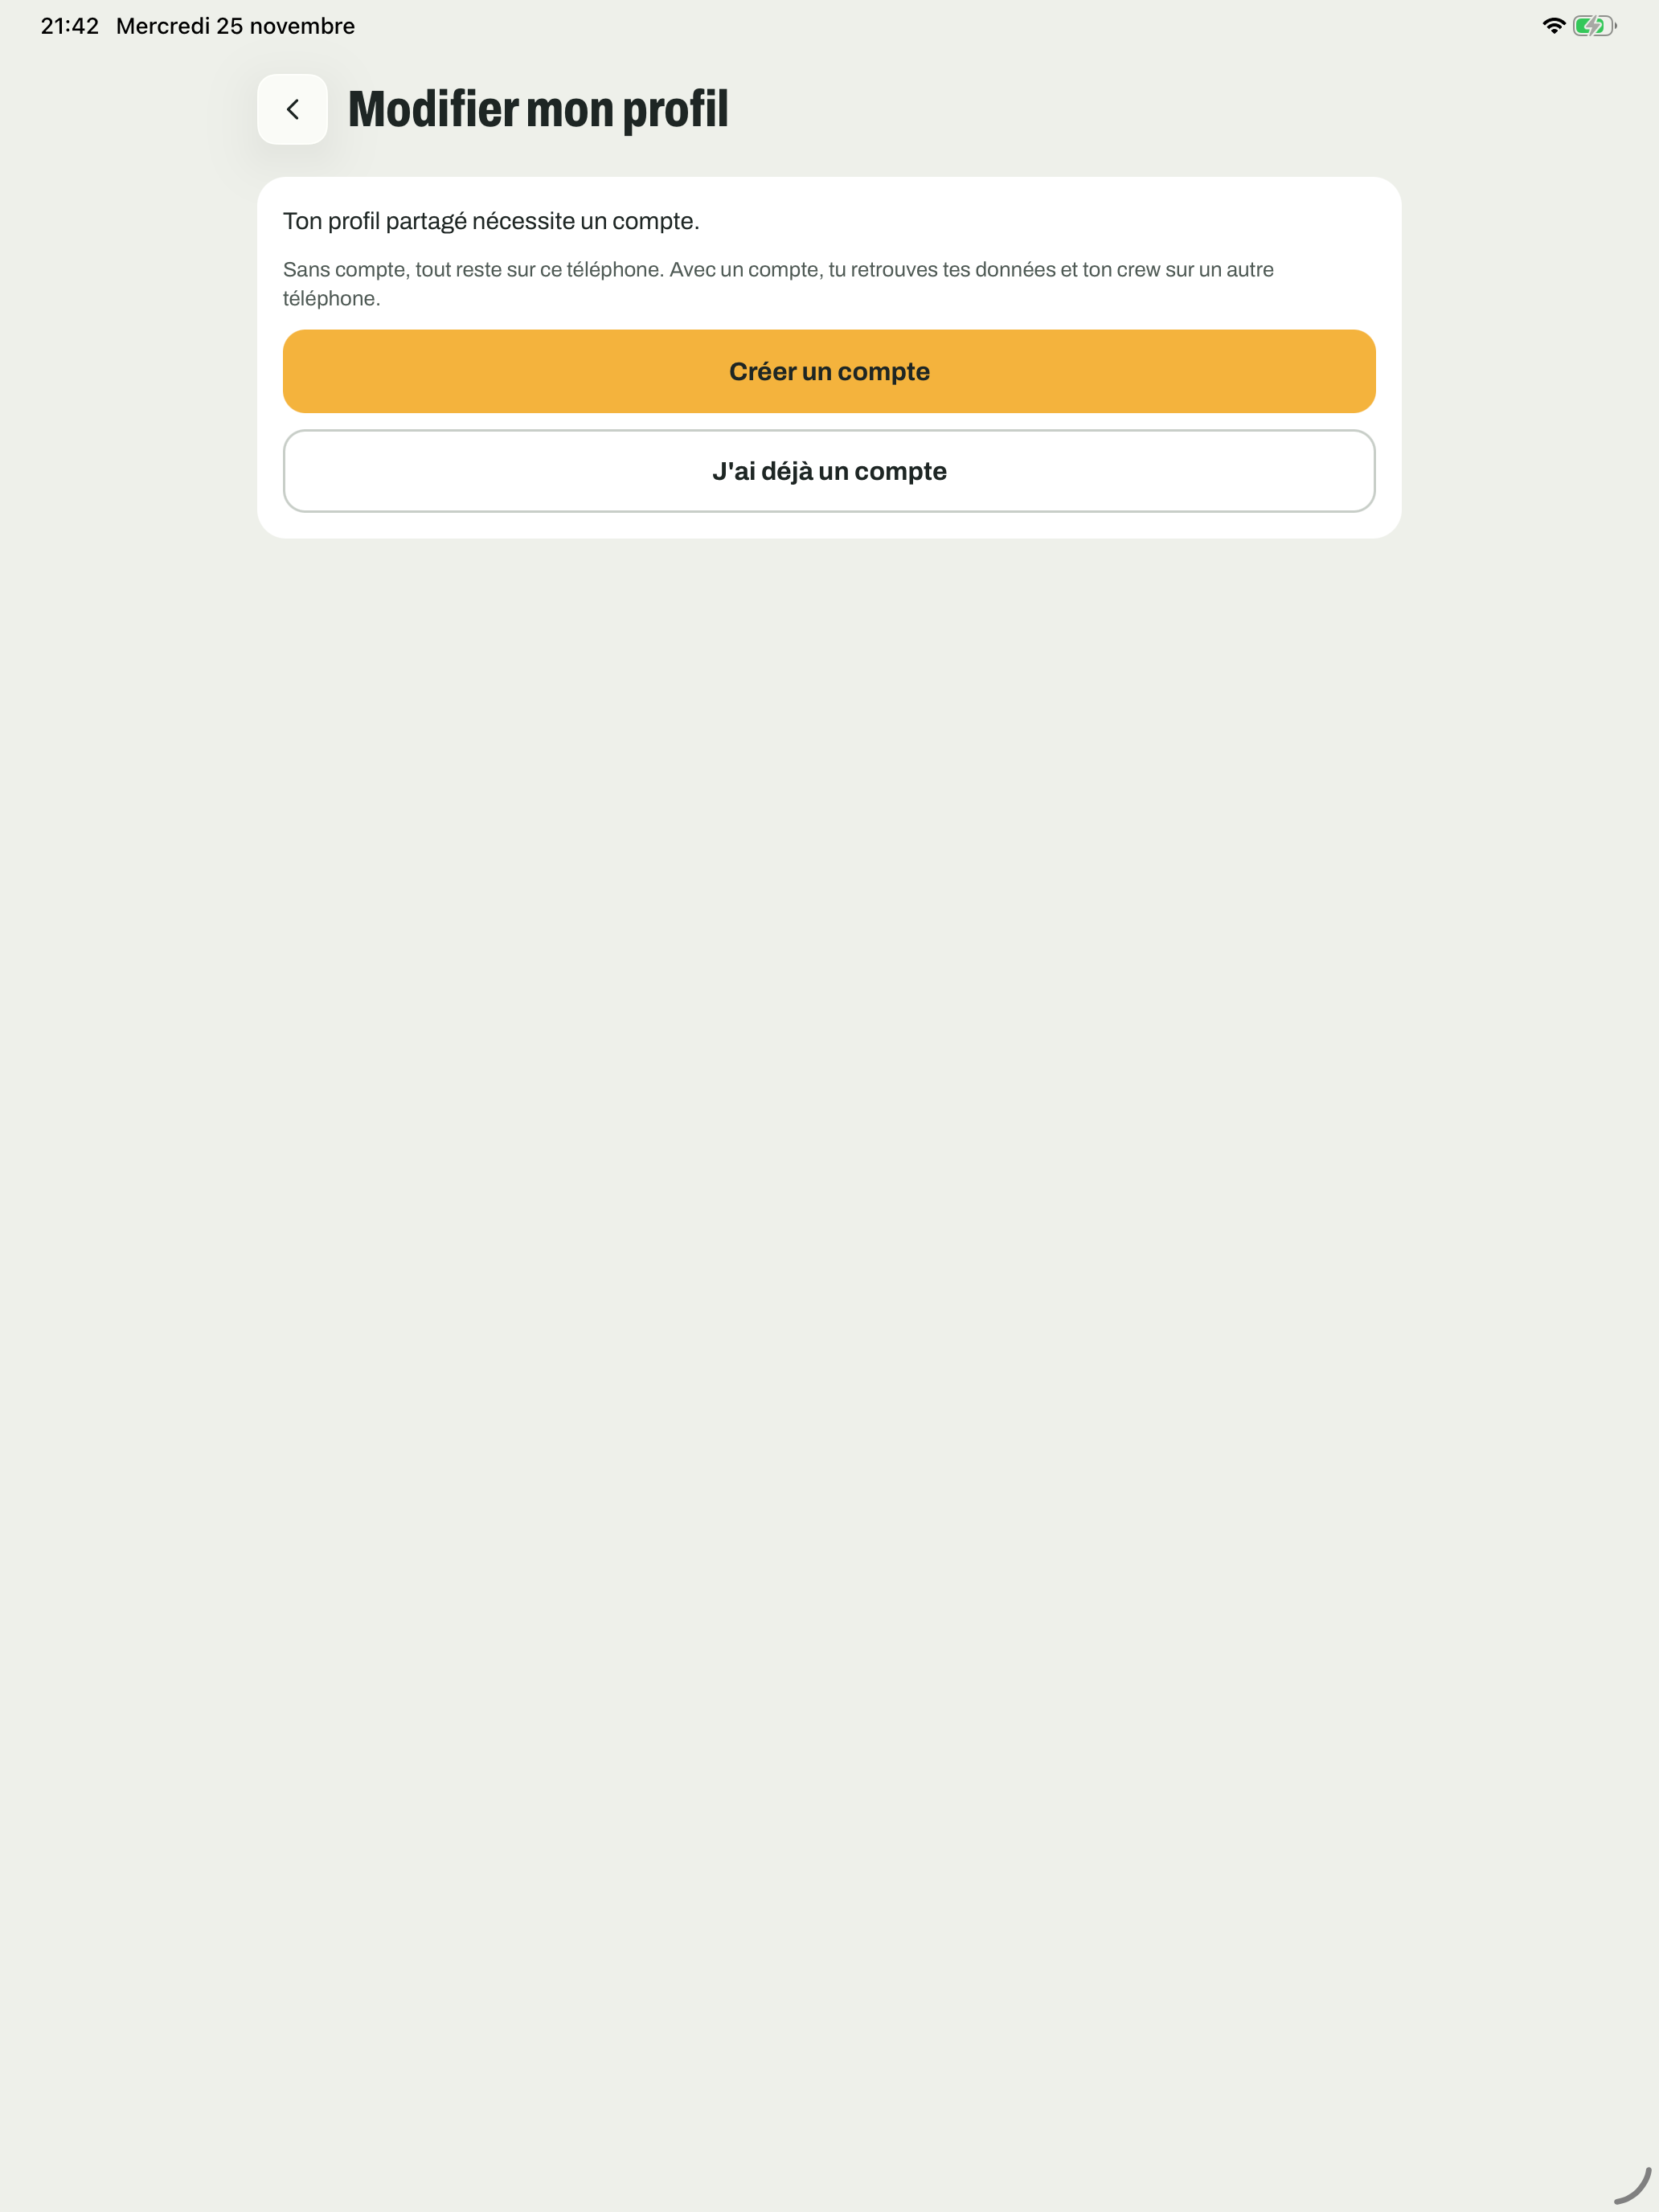 21:42 Mercredi 25 novembre
Modifier mon profil
Ton profil partagé nécessite un compte.
Sans compte, tout reste sur ce téléphone. Avec un compte, tu retrouves tes données et ton crew sur un autre
téléphone.
Créer un compte
J'ai déjà un compte